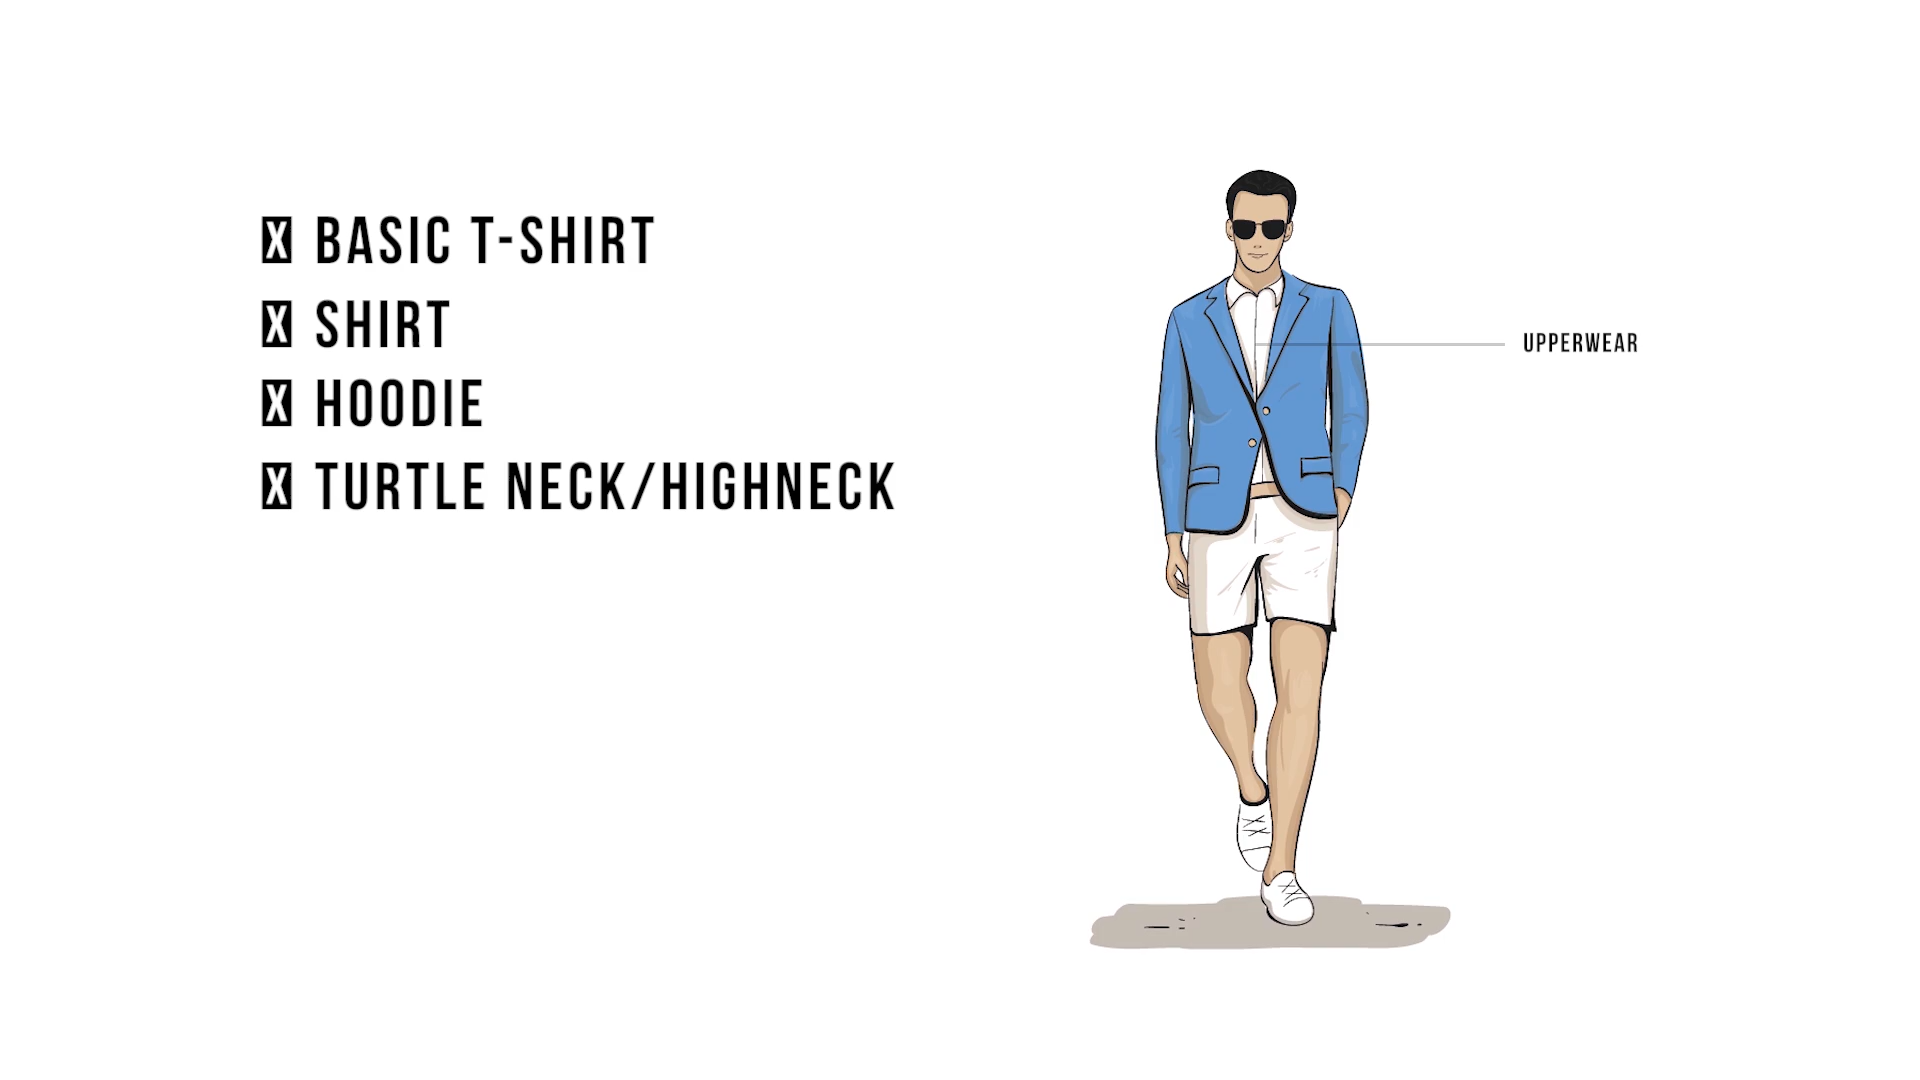 ☒ BASIC T-SHIRT
☒ SHIRT
☒ HOODIE
☒ TURTLE NECK/HIGHNECK
UPPERWEAR